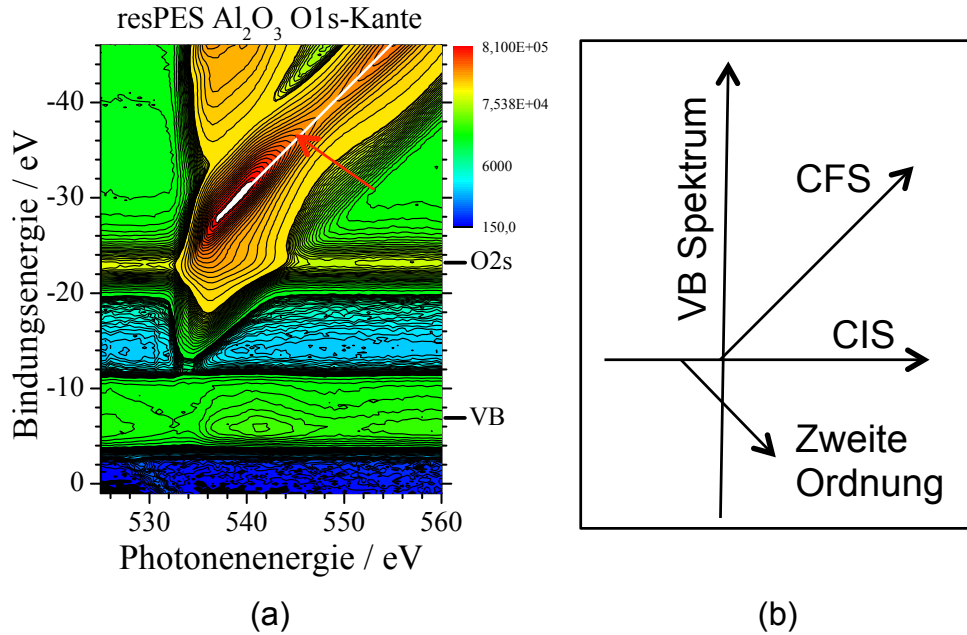 resPES Al₂O₃ O1s-Kante
8,100E+05
7,538E+04
6000
150,0
Bindungsenergie / eV
-40
-30
-20
-10
0
O2s
VB
530 540 550 560
Photonenenergie / eV
(a)
VB Spektrum
CFS
CIS
Zweite
Ordnung
(b)